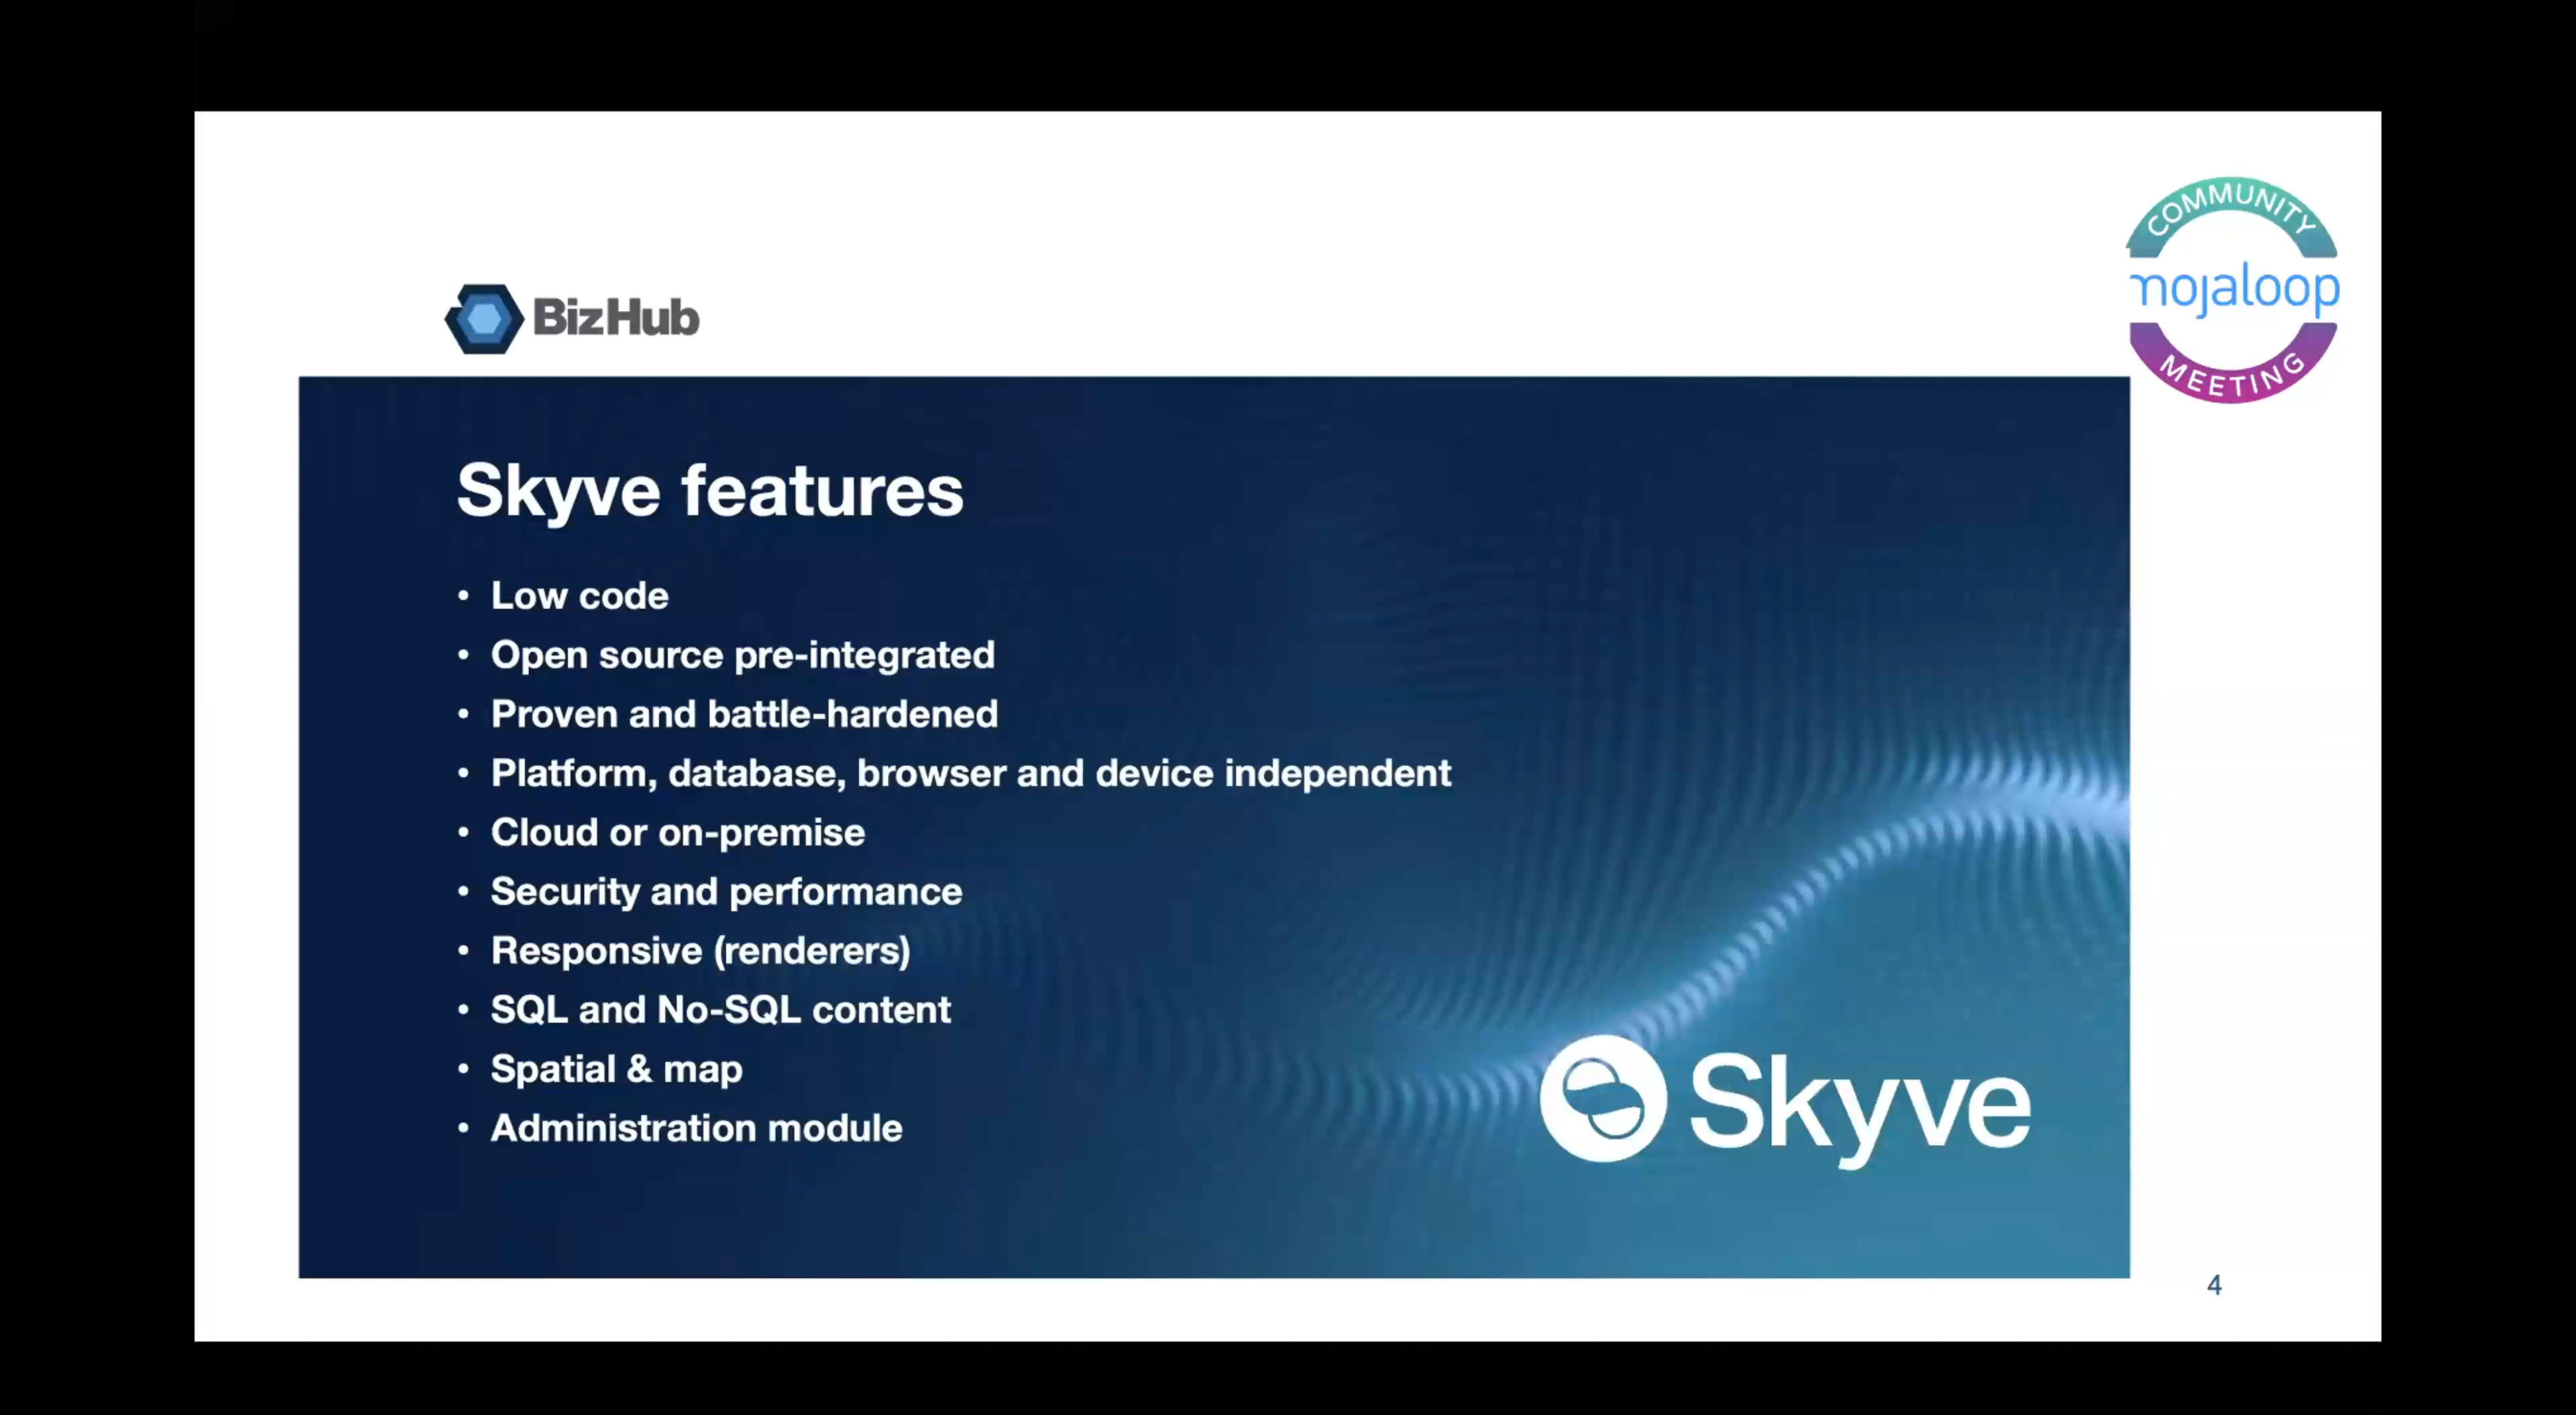 COMMUNITY
mojaloop
MEETING
BizHub
Skyve features
• Low code
• Open source pre-integrated
• Proven and battle-hardened
• Platform, database, browser and device independent
• Cloud or on-premise
• Security and performance
• Responsive (renderers)
• SQL and No-SQL content
• Spatial & map
• Administration module
Skyve
4